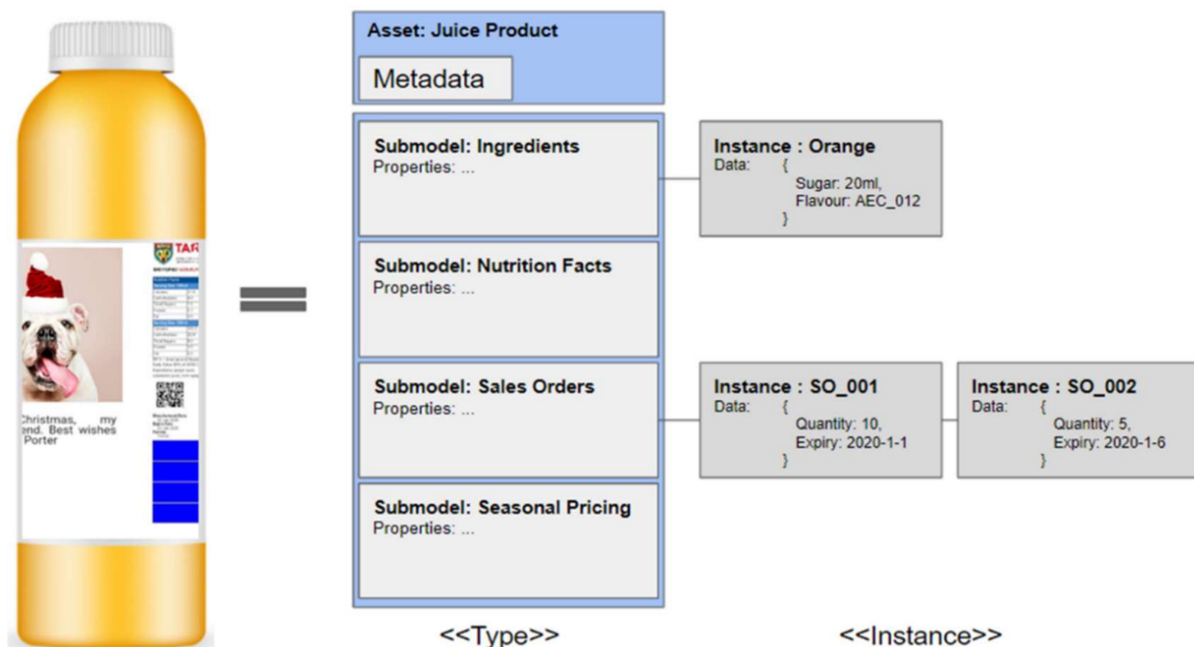 Asset: Juice Product
Metadata
Submodel: Ingredients
Properties: ...
Instance : Orange
Data: {
Sugar: 20ml,
Flavour: AEC_012
}
Submodel: Nutrition Facts
Properties: ...
Submodel: Sales Orders
Properties: ...
Instance : SO_001
Data: {
Quantity: 10,
Expiry: 2020-1-1
}
Instance : SO_002
Data: {
Quantity: 5,
Expiry: 2020-1-6
}
Submodel: Seasonal Pricing
Properties: ...
TAR
Christmas, my
end. Best wishes
Porter
<<Type>>
<<Instance>>